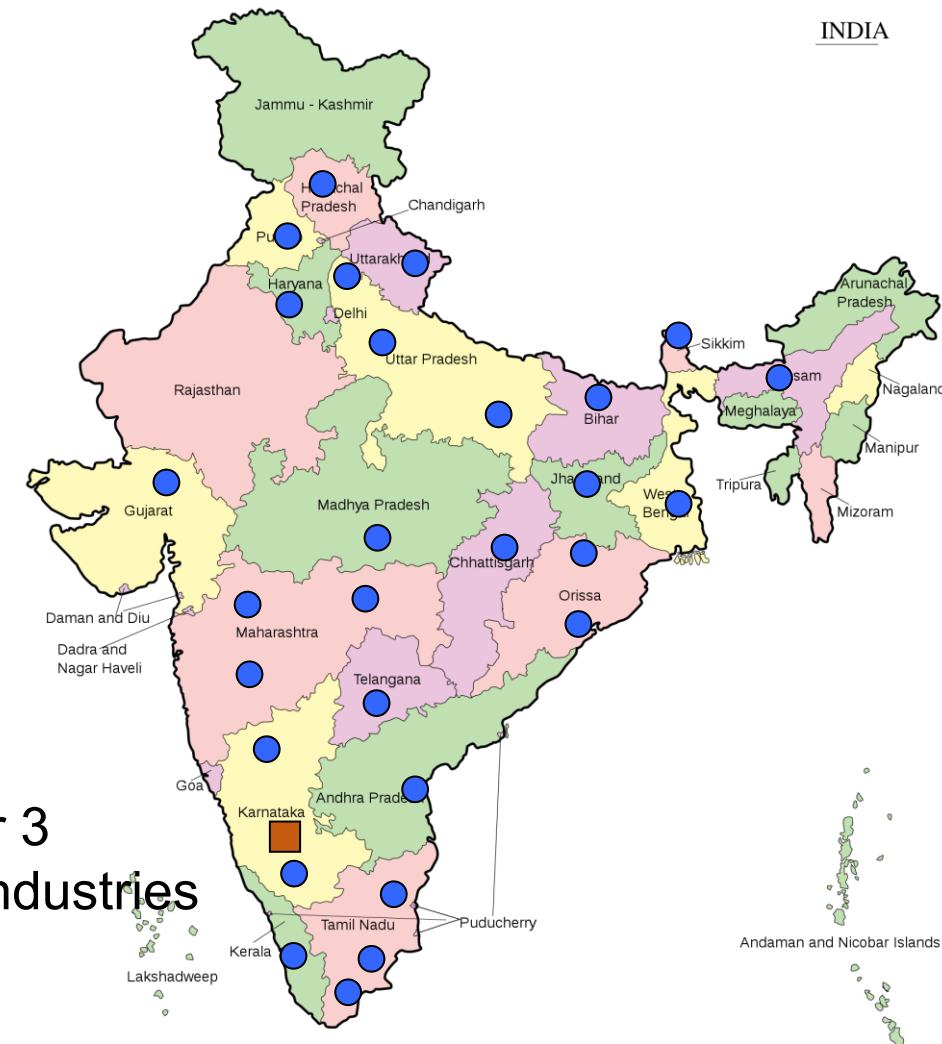 INDIA
Jammu - Kashmir
Pradesh
Chandigarh
Haryana
Delhi
Uttar Pradesh
Rajasthan
Sikkim
Arunachal
Pradesh
Meghalaya
Manipur
Tripura
Mizoram
Bihar
Gujarat
Madhya Pradesh
Chhattisgarh
Orissa
Daman and Diu
Dadra and
Nagar Haveli
Maharashtra
Telangana
Goa
Karnataka
r 3
ndustries
Tamil Nadu
Puducherry
Kerala
Lakshadweep
Andaman and Nicobar Islands